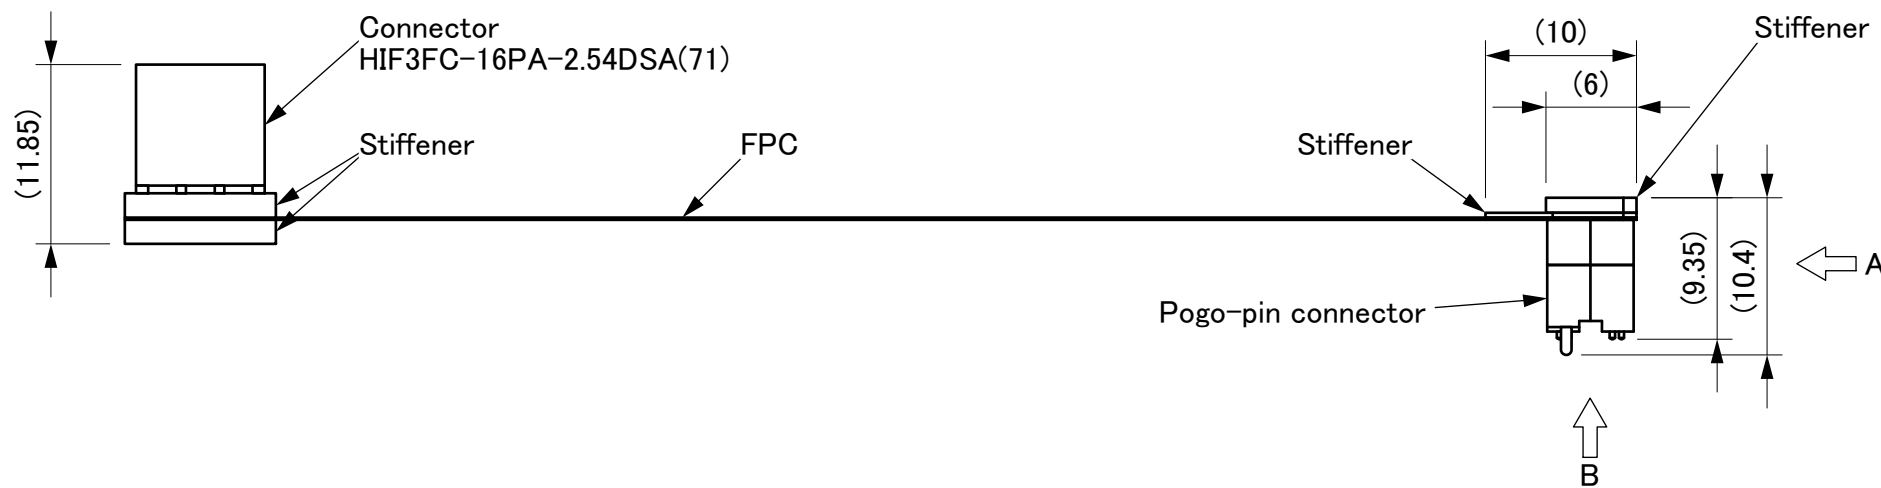 Connector
HIF3FC-16PA-2.54DSA(71)
(10)
Stiffener
(6)
(11.85)
Stiffener
FPC
Stiffener
(9.35)
(10.4)
A
Pogo-pin connector
B